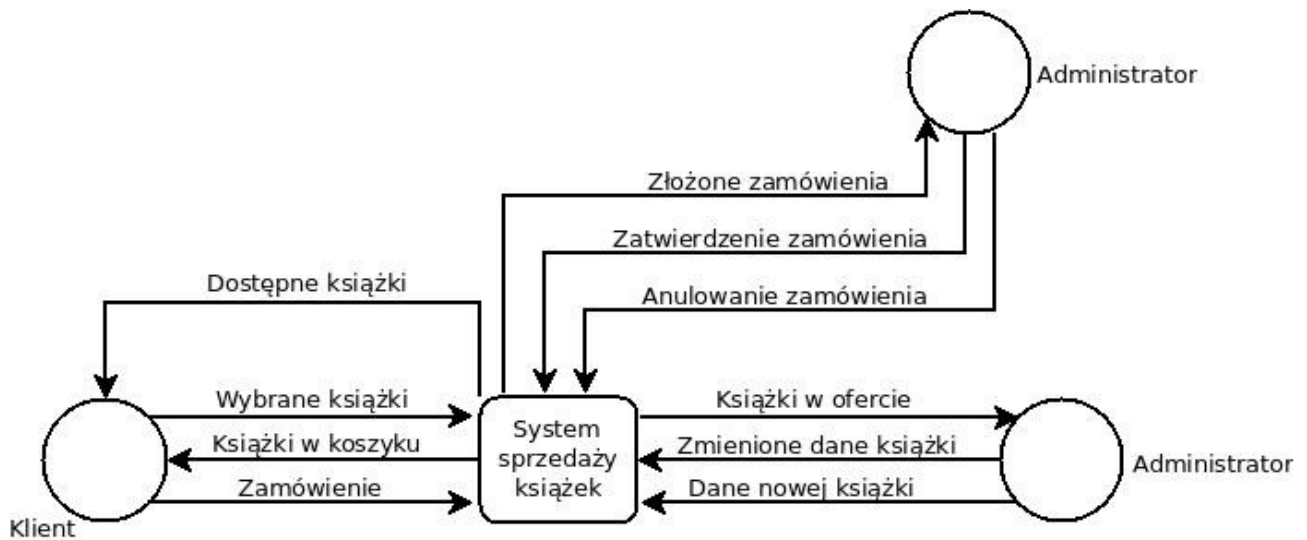 Administrator
Złożone zamówienia
Zatwierdzenie zamówienia
Dostępne książki
Anulowanie zamówienia
Wybrane książki
Książki w koszyku
Zamówienie
System
sprzedaży
książek
Książki w ofercie
Zmienione dane książki
Dane nowej książki
Administrator
Klient